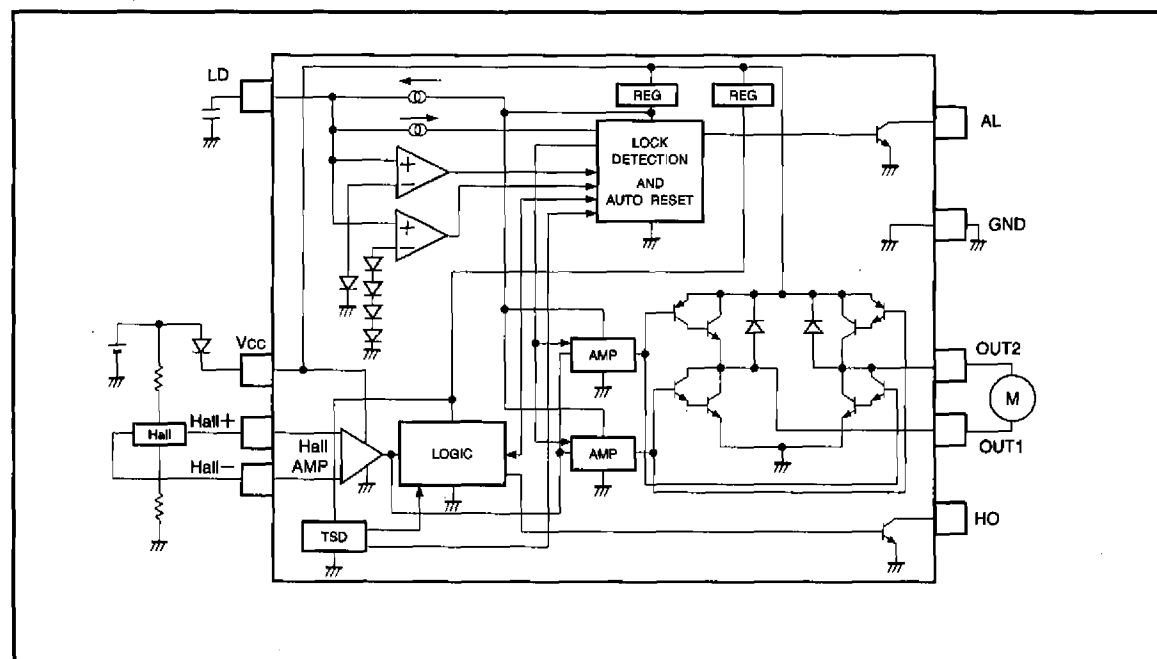 LD
REG
REG
LOCK
DETECTION
AND
AUTO RESET
AL
GND
+
−
+
−
Vcc
AMP
OUT2
M
OUT1
Hall+
Hall
Hall−
Hall
AMP
LOGIC
AMP
TSD
HO